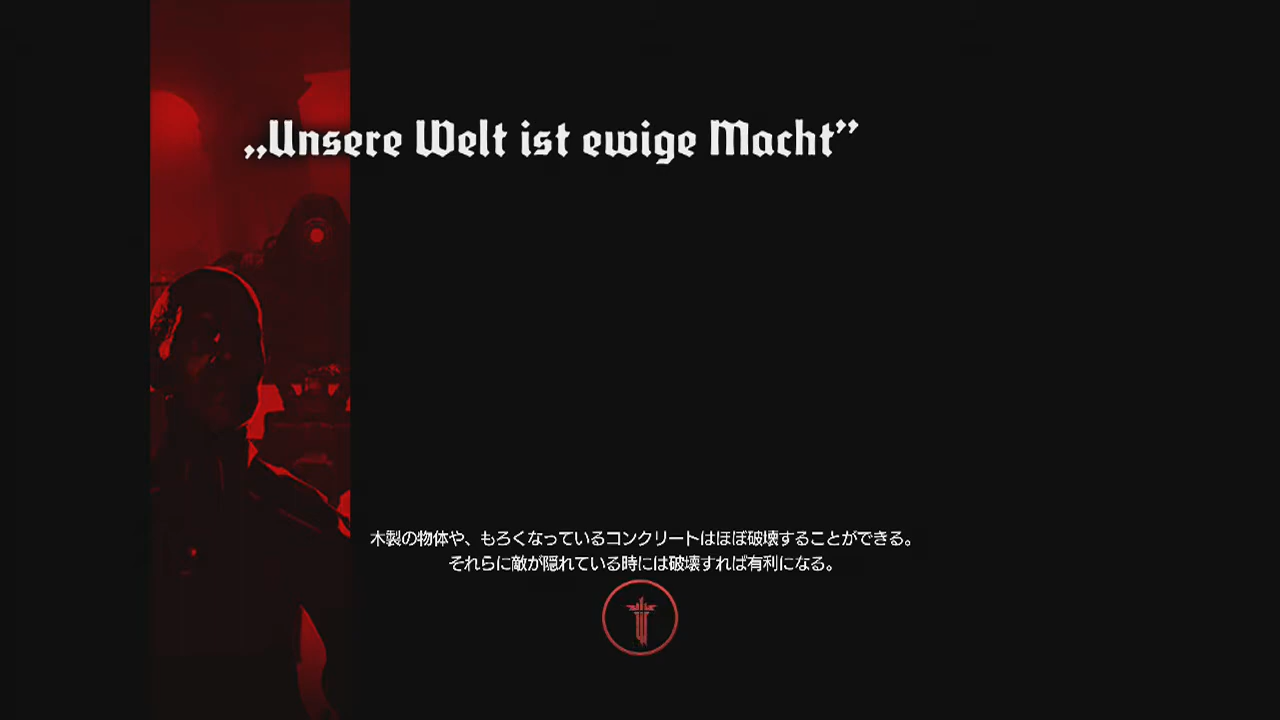 „Unsere Welt ist ewige Macht”
木製の物体や、もろくなっているコンクリートはほぼ破壊することができる。
それらに敵が隠れている時には破壊すれば有利になる。